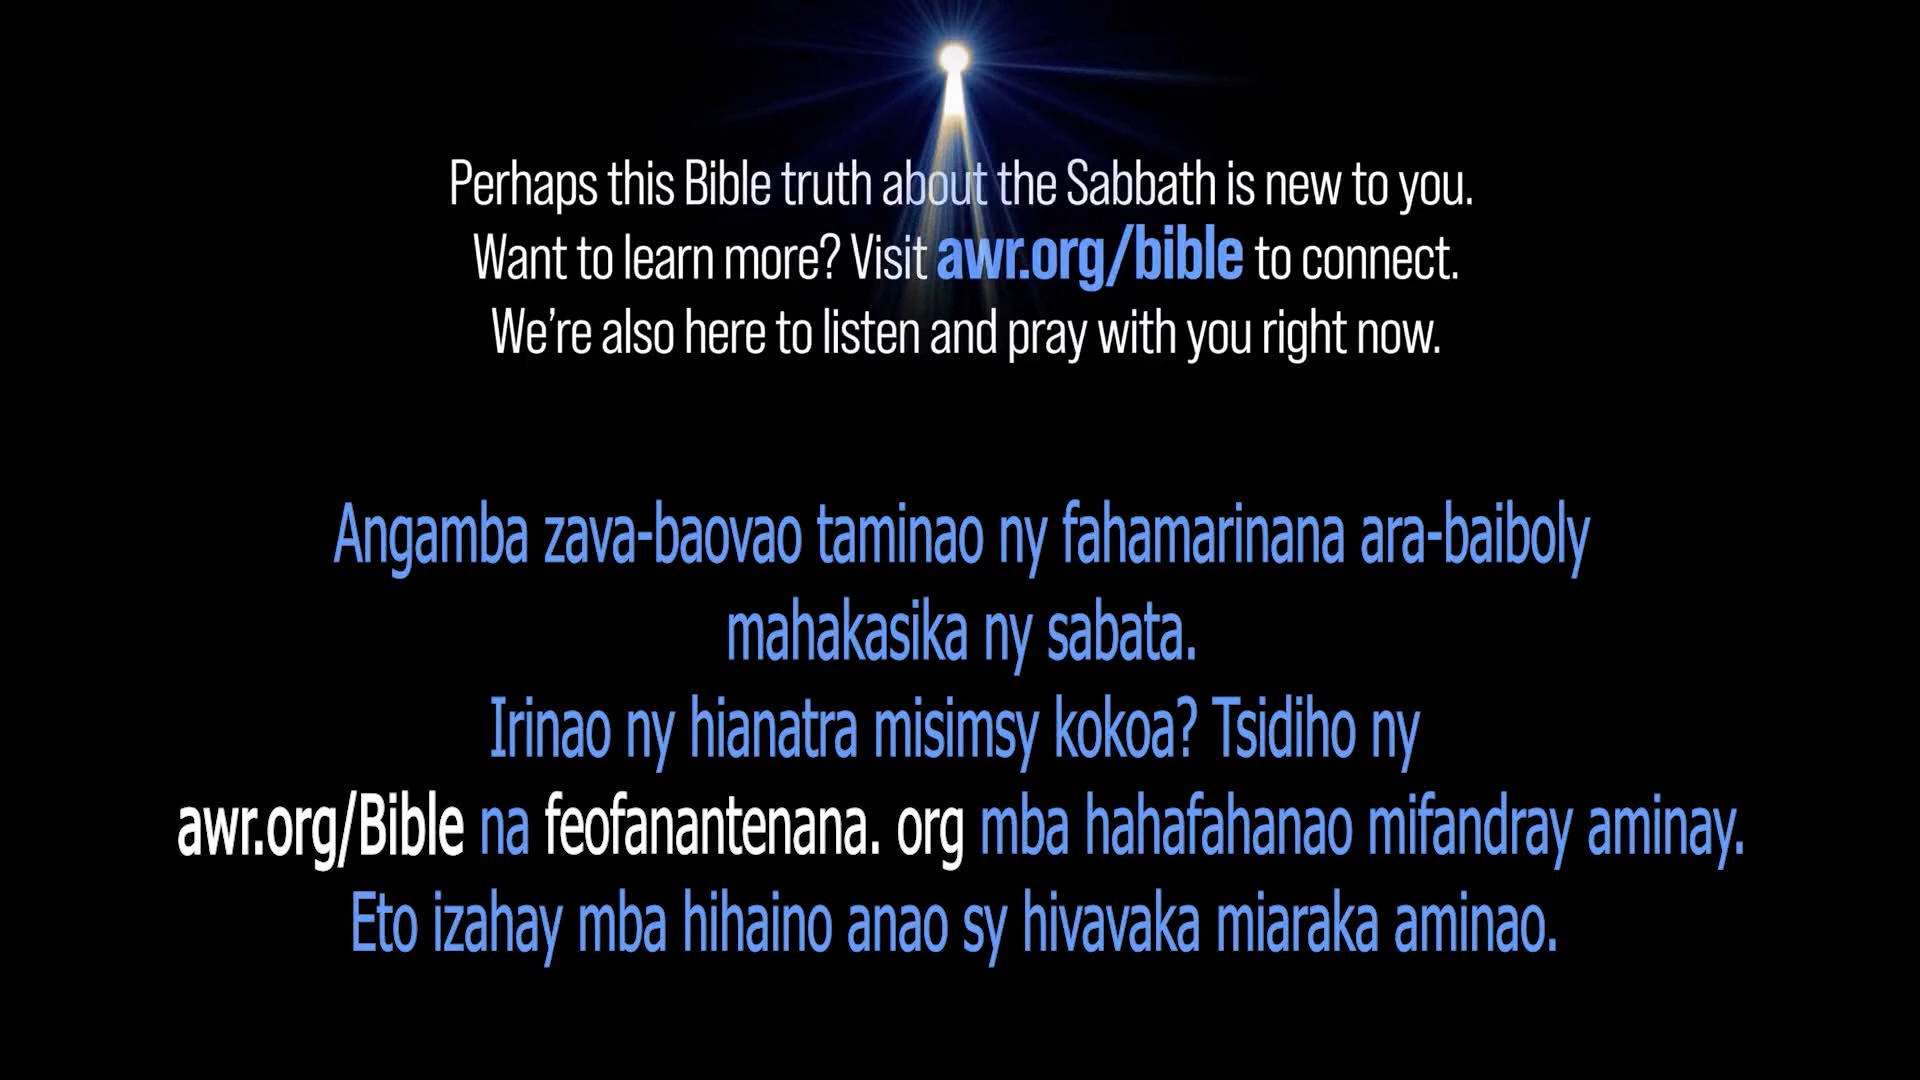 Perhaps this Bible truth about the Sabbath is new to you.
Want to learn more? Visit awr.org/bible to connect.
We're also here to listen and pray with you right now.
Angamba zava-baovao taminao ny fahamarinana ara-baiboly
mahakasika ny sabata.
Irinao ny hianatra misimsy kokoa? Tsidiho ny
awr.org/Bible na feofanantenana. org mba hahafahanao mifandray aminay.
Eto izahay mba hihaino anao sy hivavaka miaraka aminao.